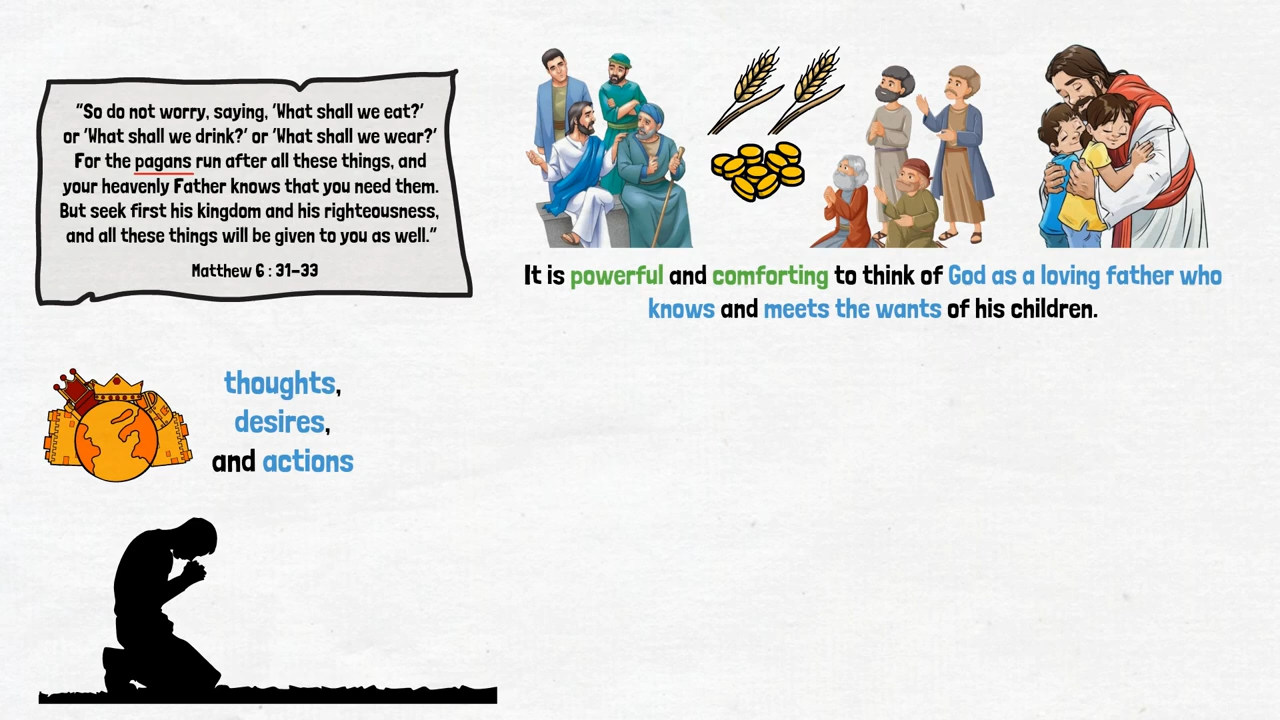 "So do not worry, saying, 'What shall we eat?'
or 'What shall we drink?' or 'What shall we wear?'
For the pagans run after all these things, and
your heavenly Father knows that you need them.
But seek first his kingdom and his righteousness,
and all these things will be given to you as well."
Matthew 6 : 31–33
It is powerful and comforting to think of God as a loving father who
knows and meets the wants of his children.
thoughts,
desires,
and actions